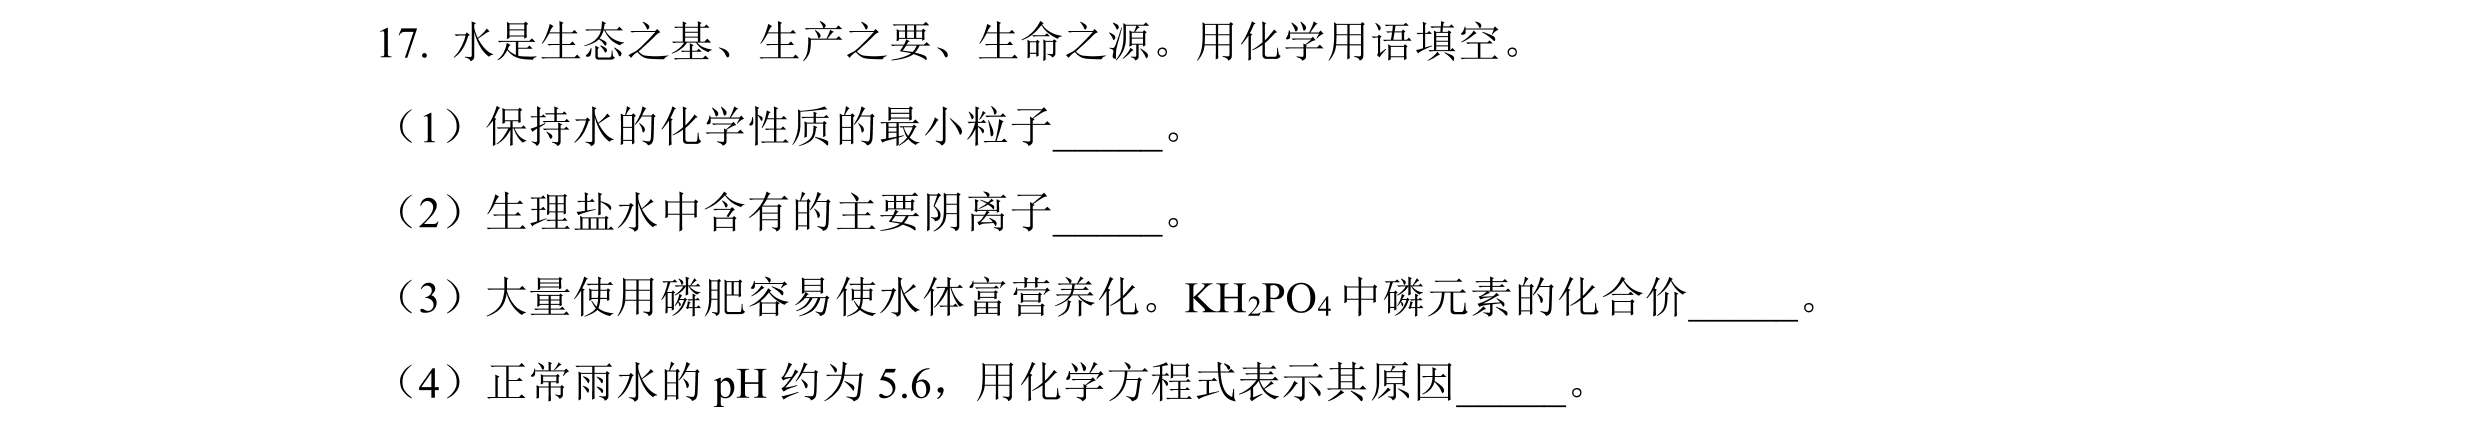 17. 水是生态之基、生产之要、生命之源。用化学用语填空。
（1）保持水的化学性质的最小粒子_____。
（2）生理盐水中含有的主要阴离子_____。
（3）大量使用磷肥容易使水体富营养化。KH₂PO₄中磷元素的化合价_____。
（4）正常雨水的 pH 约为 5.6，用化学方程式表示其原因_____。